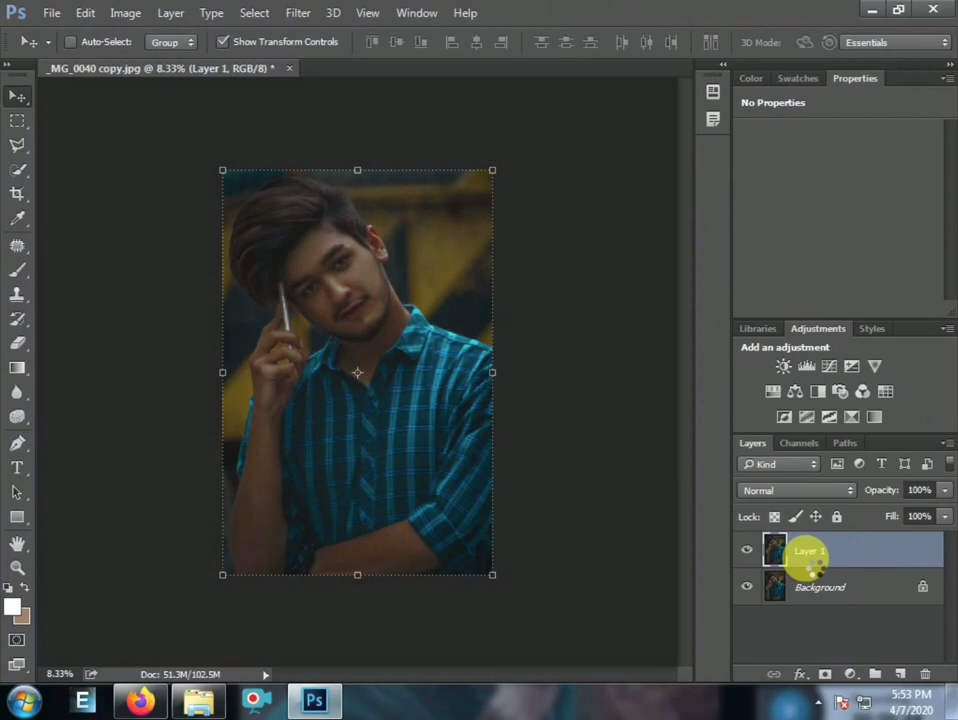 Ps File Edit Image Layer Type Select Filter 3D View Window Help
Auto-Select: Group Show Transform Controls 3D Mode: Essentials
_MG_0040 copy.jpg @ 8.33% (Layer 1, RGB/8) * ×
Color Swatches Properties
No Properties
Libraries Adjustments Styles
Add an adjustment
Layers Channels Paths
Kind
Normal Opacity: 100%
Lock: Fill: 100%
Layer 1
Background
8.33% Doc: 51.3M/102.5M
E Ps
5:53 PM
4/7/2020